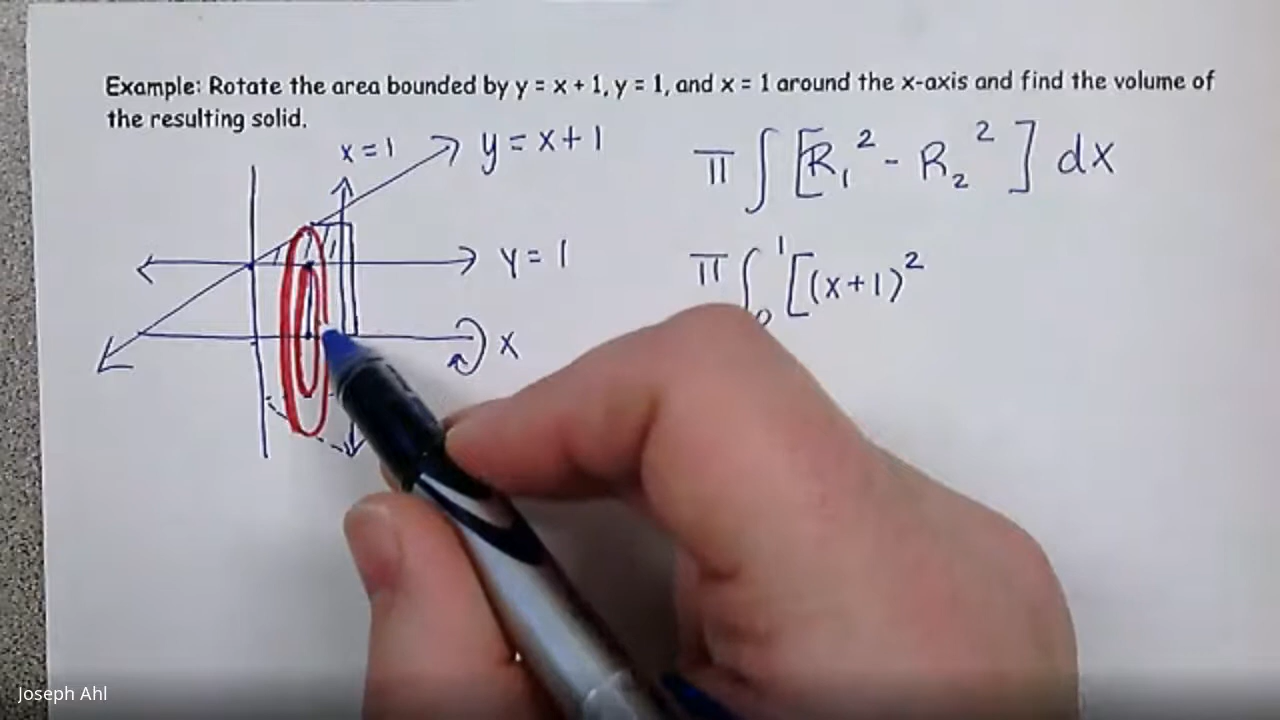 Example: Rotate the area bounded by y = x + 1, y = 1, and x = 1 around the x-axis and find the volume of
the resulting solid.
x=1
y=x+1
π∫[R₁² - R₂²] dx
y=1
π∫₀¹[(x+1)²
x
Joseph Ahl